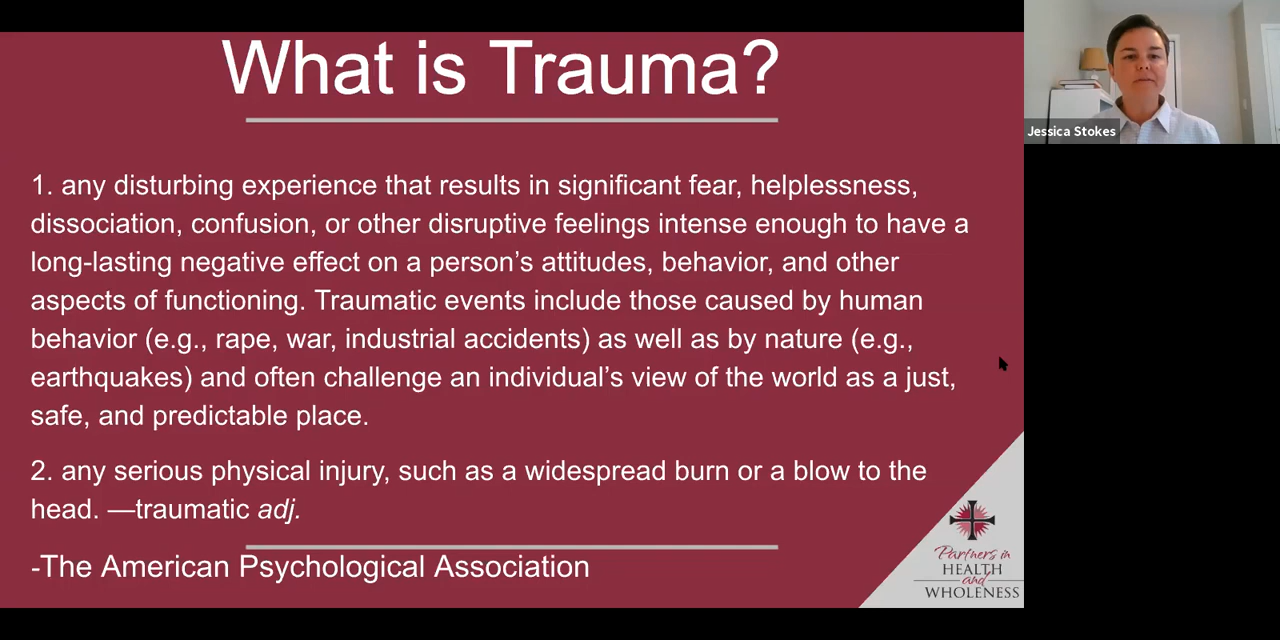 What is Trauma?
1. any disturbing experience that results in significant fear, helplessness,
dissociation, confusion, or other disruptive feelings intense enough to have a
long-lasting negative effect on a person’s attitudes, behavior, and other
aspects of functioning. Traumatic events include those caused by human
behavior (e.g., rape, war, industrial accidents) as well as by nature (e.g.,
earthquakes) and often challenge an individual’s view of the world as a just,
safe, and predictable place.
2. any serious physical injury, such as a widespread burn or a blow to the
head. —traumatic adj.
-The American Psychological Association
Partners in
HEALTH
and
WHOLENESS
Jessica Stokes